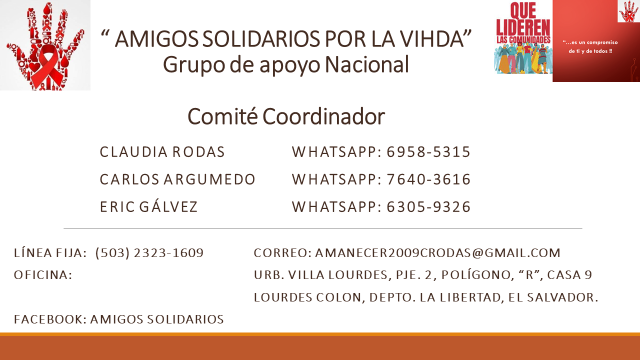 “ AMIGOS SOLIDARIOS POR LA VIHDA”
Grupo de apoyo Nacional
QUE
LIDEREN
LAS COMUNIDADES
“...es un compromiso
de ti y de todos !!
Comité Coordinador
CLAUDIA RODAS WHATSAPP: 6958-5315
CARLOS ARGUMEDO WHATSAPP: 7640-3616
ERIC GÁLVEZ WHATSAPP: 6305-9326
LÍNEA FIJA: (503) 2323-1609 CORREO: AMANECER2009CRODAS@GMAIL.COM
OFICINA: URB. VILLA LOURDES, PJE. 2, POLÍGONO, “R”, CASA 9
LOURDES COLON, DEPTO. LA LIBERTAD, EL SALVADOR.
FACEBOOK: AMIGOS SOLIDARIOS